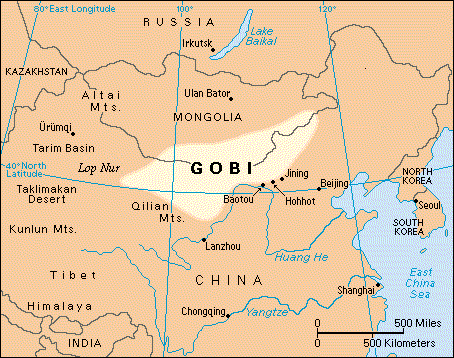 80° East Longitude
100°
120°
RUSSIA
Lake
Baikal
Irkutsk
KAZAKHSTAN
Altai
Mts.
Ulan Bator
MONGOLIA
Ürümqi
Tarim Basin
Lop Nur
GOBI
40° North
Latitude
Jining
Beijing
Baotou
Hohhot
NORTH
KOREA
Seoul
SOUTH
KOREA
Taklimakan
Desert
Qilian
Mts.
Kunlun Mts.
Lanzhou
Huang He
Tibet
CHINA
East
China
Sea
Shanghai
Himalaya
Chongqing
Yangtze
INDIA
0 500 Miles
0 500 Kilometers